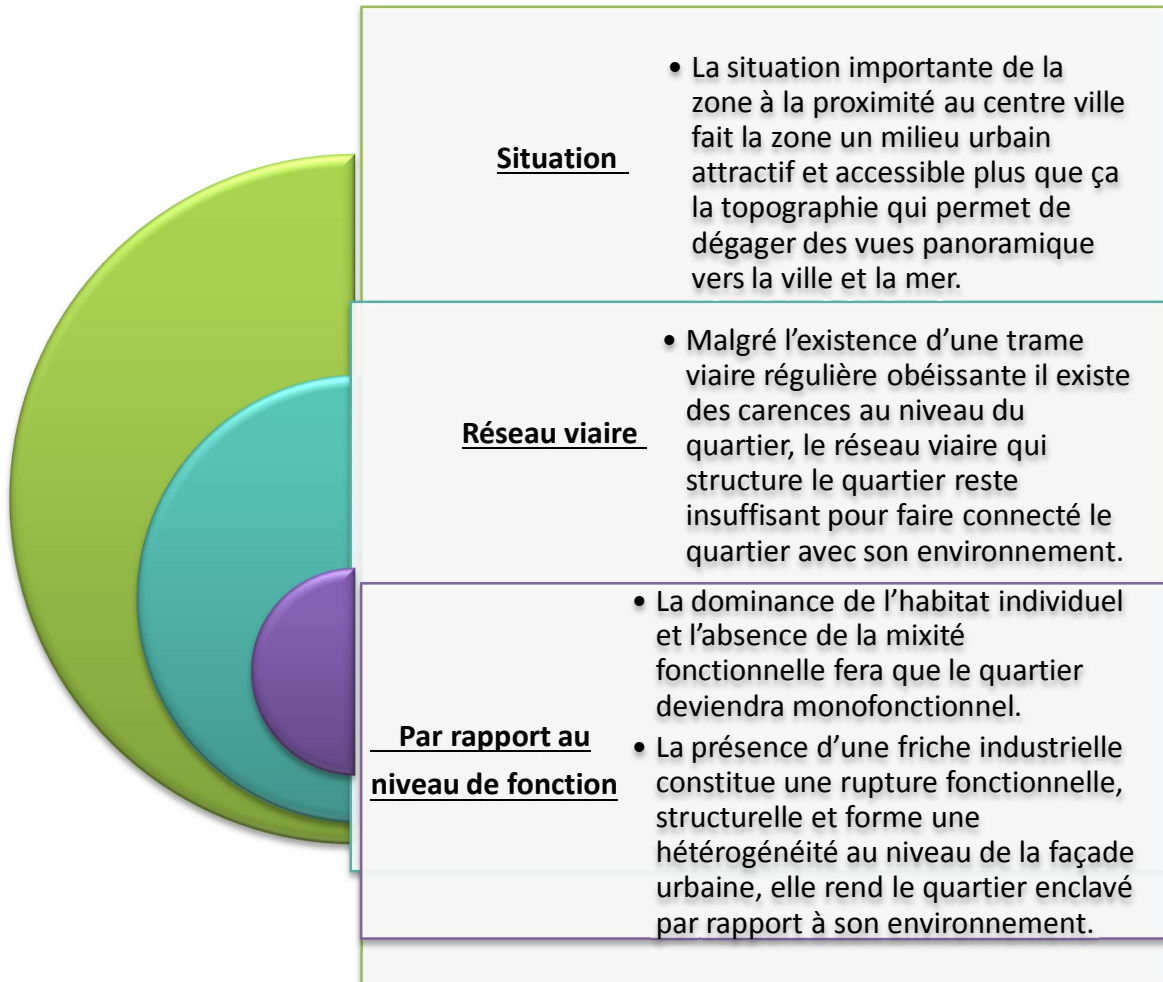 Situation
• La situation importante de la
zone à la proximité au centre ville
fait la zone un milieu urbain
attractif et accessible plus que ça
la topographie qui permet de
dégager des vues panoramique
vers la ville et la mer.
Réseau viaire
• Malgré l’existence d’une trame
viaire régulière obéissante il existe
des carences au niveau du
quartier, le réseau viaire qui
structure le quartier reste
insuffisant pour faire connecté le
quartier avec son environnement.
Par rapport au
niveau de fonction
• La dominance de l’habitat individuel
et l’absence de la mixité
fonctionnelle fera que le quartier
deviendra monofonctionnel.
• La présence d’une friche industrielle
constitue une rupture fonctionnelle,
structurelle et forme une
hétérogénéité au niveau de la façade
urbaine, elle rend le quartier enclavé
par rapport à son environnement.